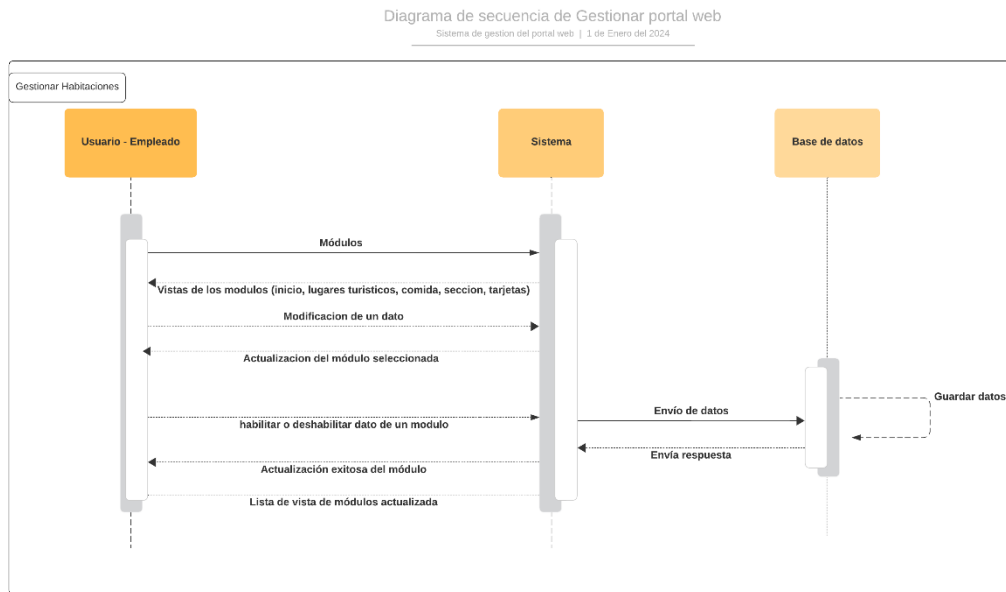 Diagrama de secuencia de Gestionar portal web
Sistema de gestion del portal web | 1 de Enero del 2024
Gestionar Habitaciones
Usuario - Empleado
Sistema
Base de datos
Módulos
Vistas de los modulos (inicio, lugares turisticos, comida, seccion, tarjetas)
Modificacion de un dato
Actualizacion del módulo seleccionada
Guardar datos
habilitar o deshabilitar dato de un modulo
Envío de datos
Envía respuesta
Actualización exitosa del módulo
Lista de vista de módulos actualizada